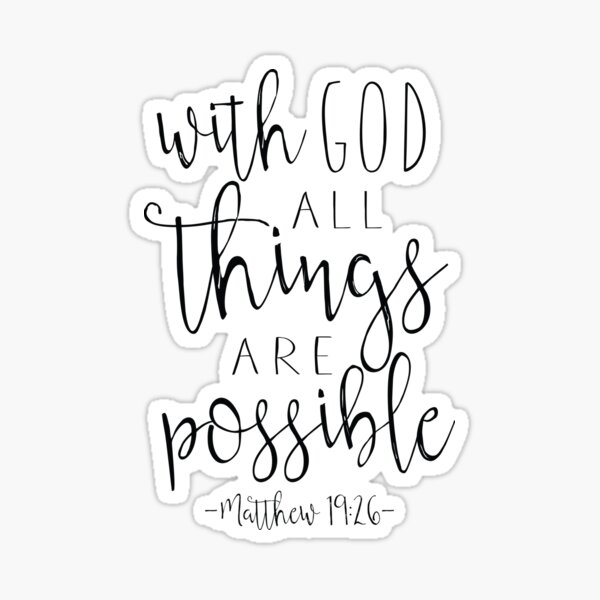 with GOD
ALL
things
ARE
possible
-Matthew 19:26-